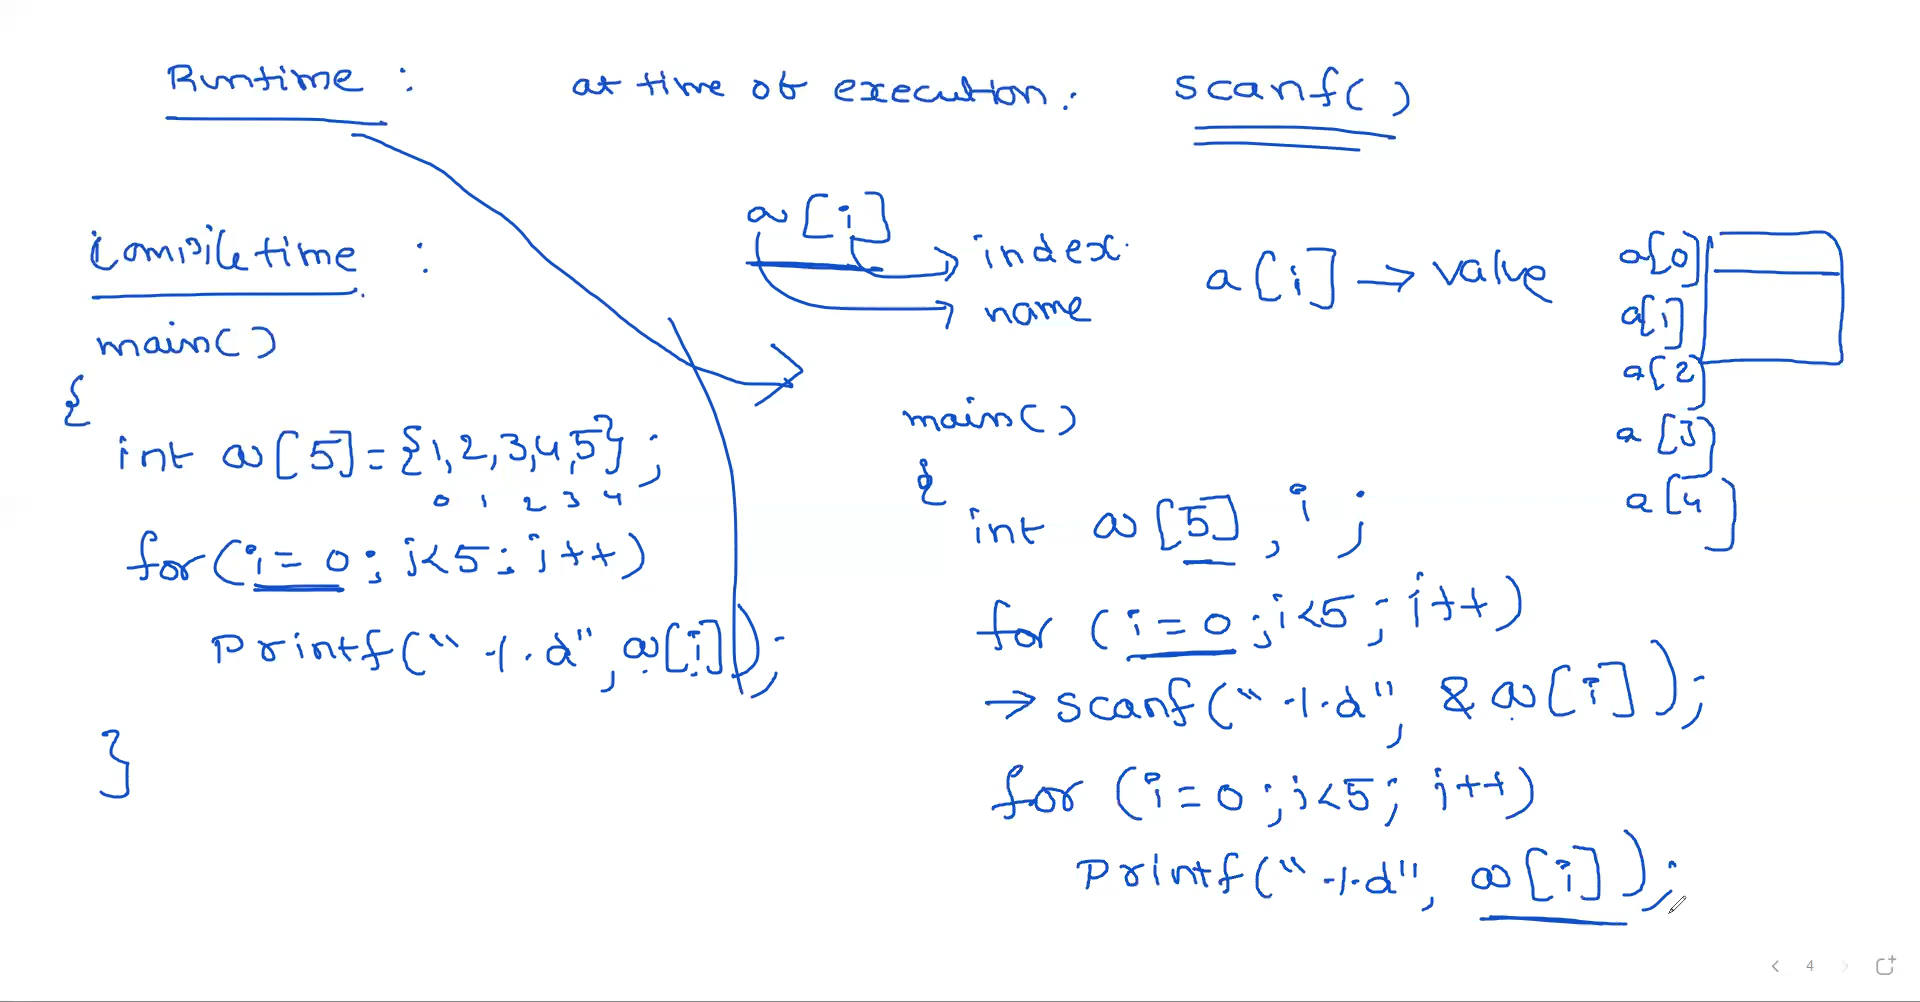 Runtime : at time of execution : scanf( )
Compiletime :
main( )
{
int a[5] = {1,2,3,4,5} ;
0 1 2 3 4
for(i= 0 ; i<5 ; i++)
printf("%d", a[i]);
}
a[i]
index
name
a[i] → value
a[0]
a[1]
a[2]
a[3]
a[4]
main( )
{
int a[5] , i ;
for (i=0 ; i<5 ; i++)
→ scanf("%d", & a[i]);
for (i=0 ; i<5 ; i++)
printf("%d", a[i]);
4